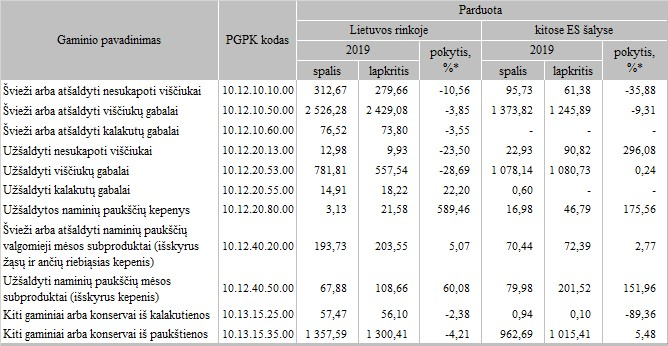 Gaminio pavadinimas PGPK kodas Parduota
Lietuvos rinkoje kitose ES šalyse
2019 pokytis, %* 2019 pokytis, %*
spalis lapkritis spalis lapkritis
Švieži arba atšaldyti nesukapoti viščiukai 10.12.10.10.00 312,67 279,66 -10,56 95,73 61,38 -35,88
Švieži arba atšaldyti viščiukų gabalai 10.12.10.50.00 2 526,28 2 429,08 -3,85 1 373,82 1 245,89 -9,31
Švieži arba atšaldyti kalakutų gabalai 10.12.10.60.00 76,52 73,80 -3,55 - - -
Užšaldyti nesukapoti viščiukai 10.12.20.13.00 12,98 9,93 -23,50 22,93 90,82 296,08
Užšaldyti viščiukų gabalai 10.12.20.53.00 781,81 557,54 -28,69 1 078,14 1 080,73 0,24
Užšaldyti kalakutų gabalai 10.12.20.55.00 14,91 18,22 22,20 0,60 - -
Užšaldytos naminių paukščių kepenys 10.12.20.80.00 3,13 21,58 589,46 16,98 46,79 175,56
Švieži arba atšaldyti naminių paukščių
valgomieji mėsos subproduktai (išskyrus 10.12.40.20.00 193,73 203,55 5,07 70,44 72,39 2,77
žąsų ir ančių riebiąsias kepenis)
Užšaldyti naminių paukščių mėsos 10.12.40.50.00 67,88 108,66 60,08 79,98 201,52 151,96
subproduktai (išskyrus kepenis)
Kiti gaminiai arba konservai iš kalakutienos 10.13.15.25.00 57,47 56,10 -2,38 0,94 0,10 -89,36
Kiti gaminiai arba konservai iš paukštienos 10.13.15.35.00 1 357,59 1 300,41 -4,21 962,69 1 015,41 5,48